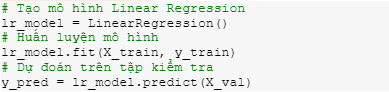 # Tạo mô hình Linear Regression
lr_model = LinearRegression()
# Huấn luyện mô hình
lr_model.fit(X_train, y_train)
# Dự đoán trên tập kiểm tra
y_pred = lr_model.predict(X_val)